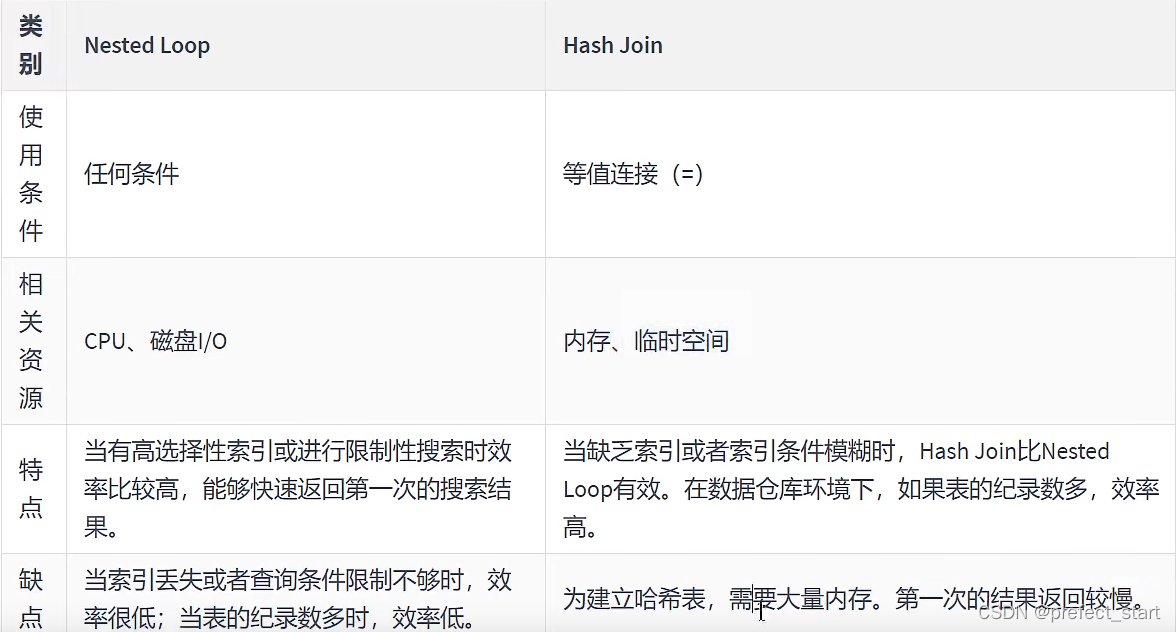 类
别
Nested Loop
Hash Join
使
用
条
件
任何条件
等值连接（=）
相
关
资
源
CPU、磁盘I/O
内存、临时空间
特
点
当有高选择性索引或进行限制性搜索时效
率比较高，能够快速返回第一次的搜索结
果。
当缺乏索引或者索引条件模糊时，Hash Join比Nested
Loop有效。在数据仓库环境下，如果表的纪录数多，效率
高。
缺
点
当索引丢失或者查询条件限制不够时，效
率很低；当表的纪录数多时，效率低。
为建立哈希表，需要大量内存。第一次的结果返回较慢。
CSDN @prefect_start